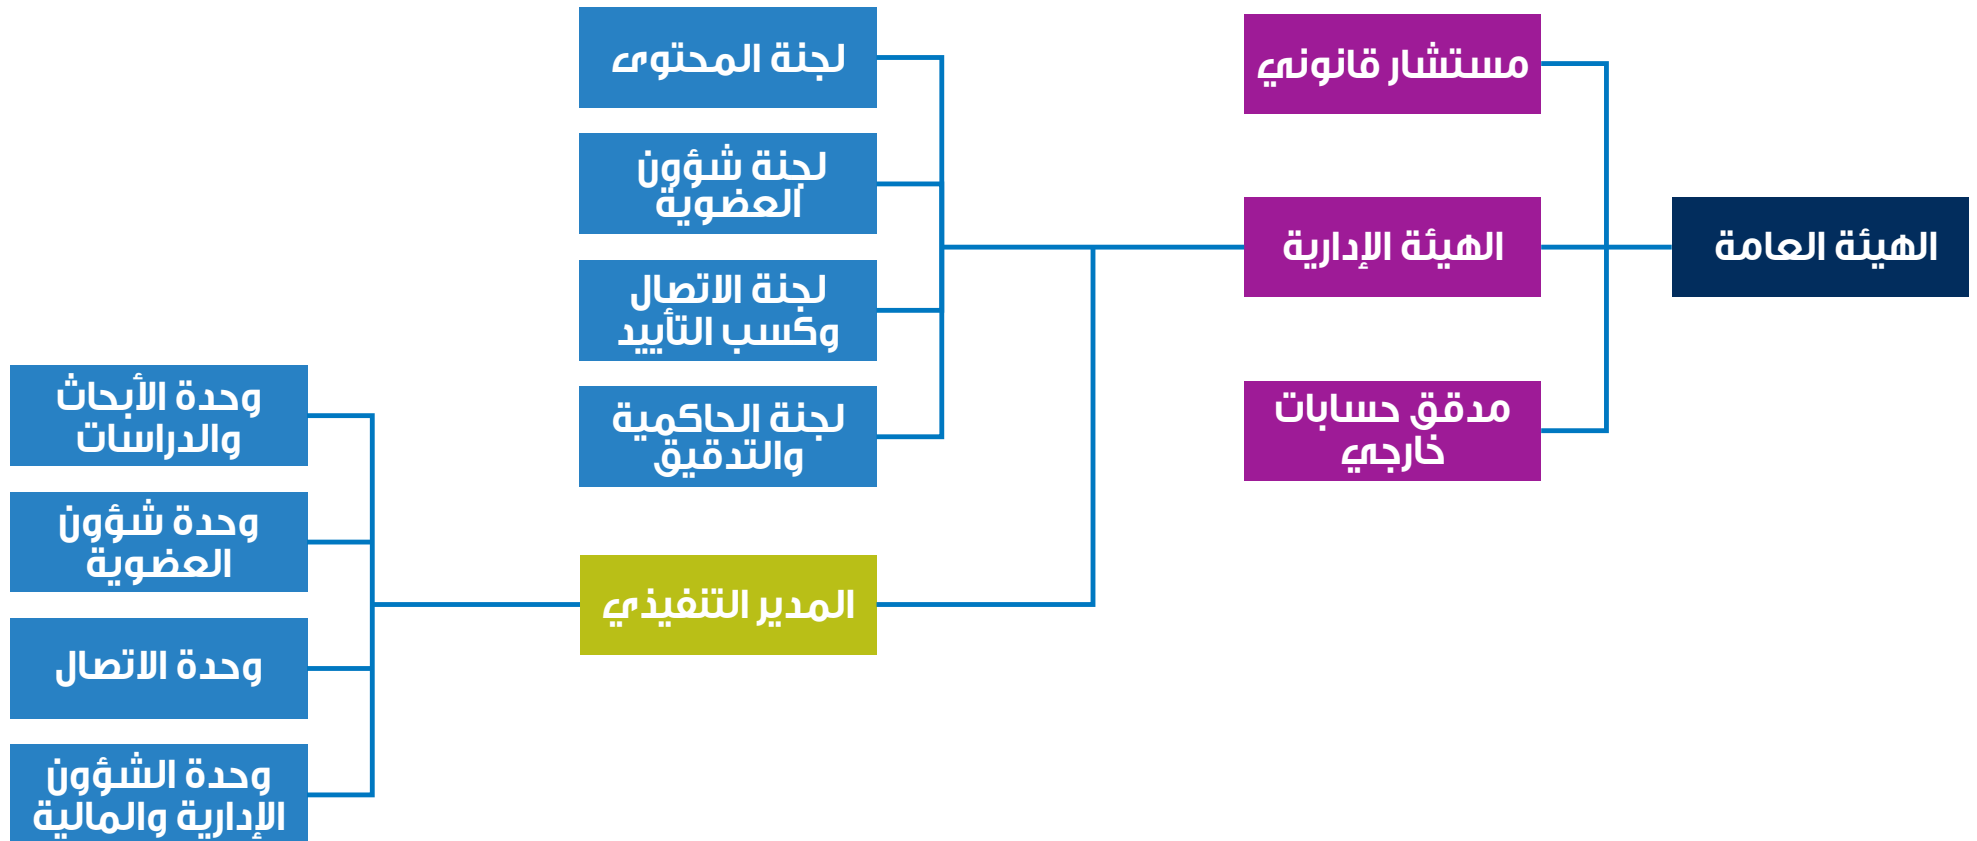 الهيئة العامة
مستشار قانوني
الهيئة الإدارية
مدقق حسابات
خارجي
لجنة المحتوى
لجنة شؤون
العضوية
لجنة الاتصال
وكسب التأييد
لجنة الحاكمية
والتدقيق
المدير التنفيذي
وحدة الأبحاث
والدراسات
وحدة شؤون
العضوية
وحدة الاتصال
وحدة الشؤون
الإدارية والمالية